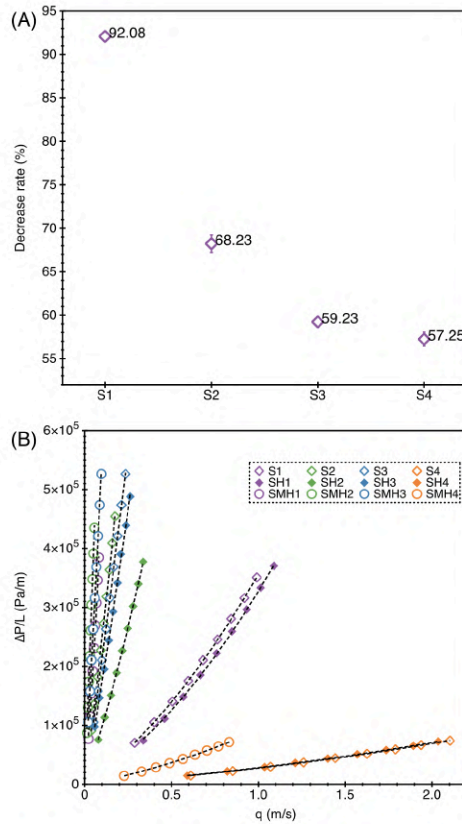 (A)
95
92.08
90
85
80
Decrease rate (%)
75
70
68.23
65
60
59.23
57.25
55
S1 S2 S3 S4
(B)
6×10⁵
S1 S2 S3 S4
SH1 SH2 SH3 SH4
5×10⁵
SMH1 SMH2 SMH3 SMH4
4×10⁵
ΔP/L (Pa/m)
3×10⁵
2×10⁵
1×10⁵
0
0 0.5 1.0 1.5 2.0
q (m/s)